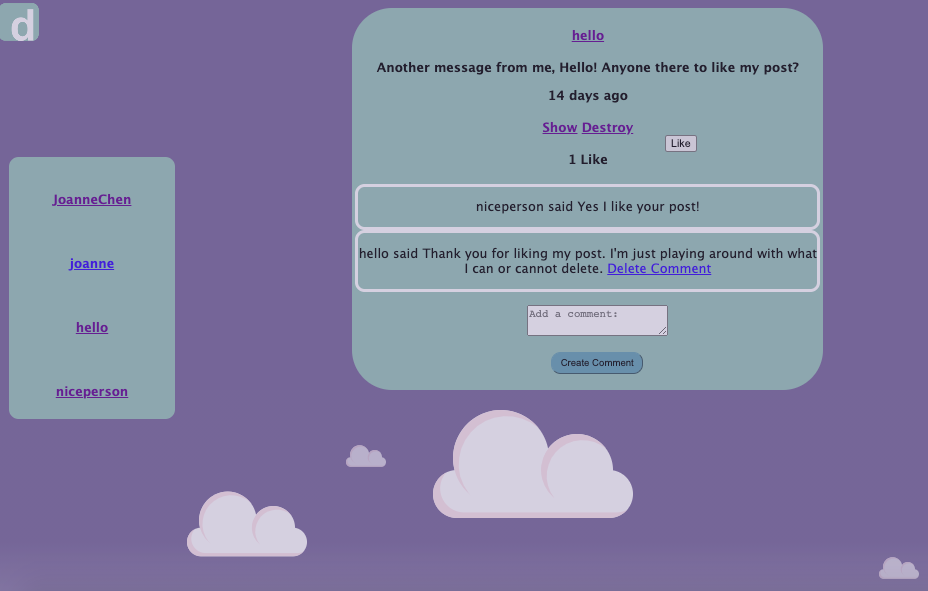 d
hello
Another message from me, Hello! Anyone there to like my post?
14 days ago
Show Destroy
Like
1 Like
JoanneChen
joanne
hello
niceperson
niceperson said Yes I like your post!
hello said Thank you for liking my post. I'm just playing around with what
I can or cannot delete. Delete Comment
Add a comment:
Create Comment